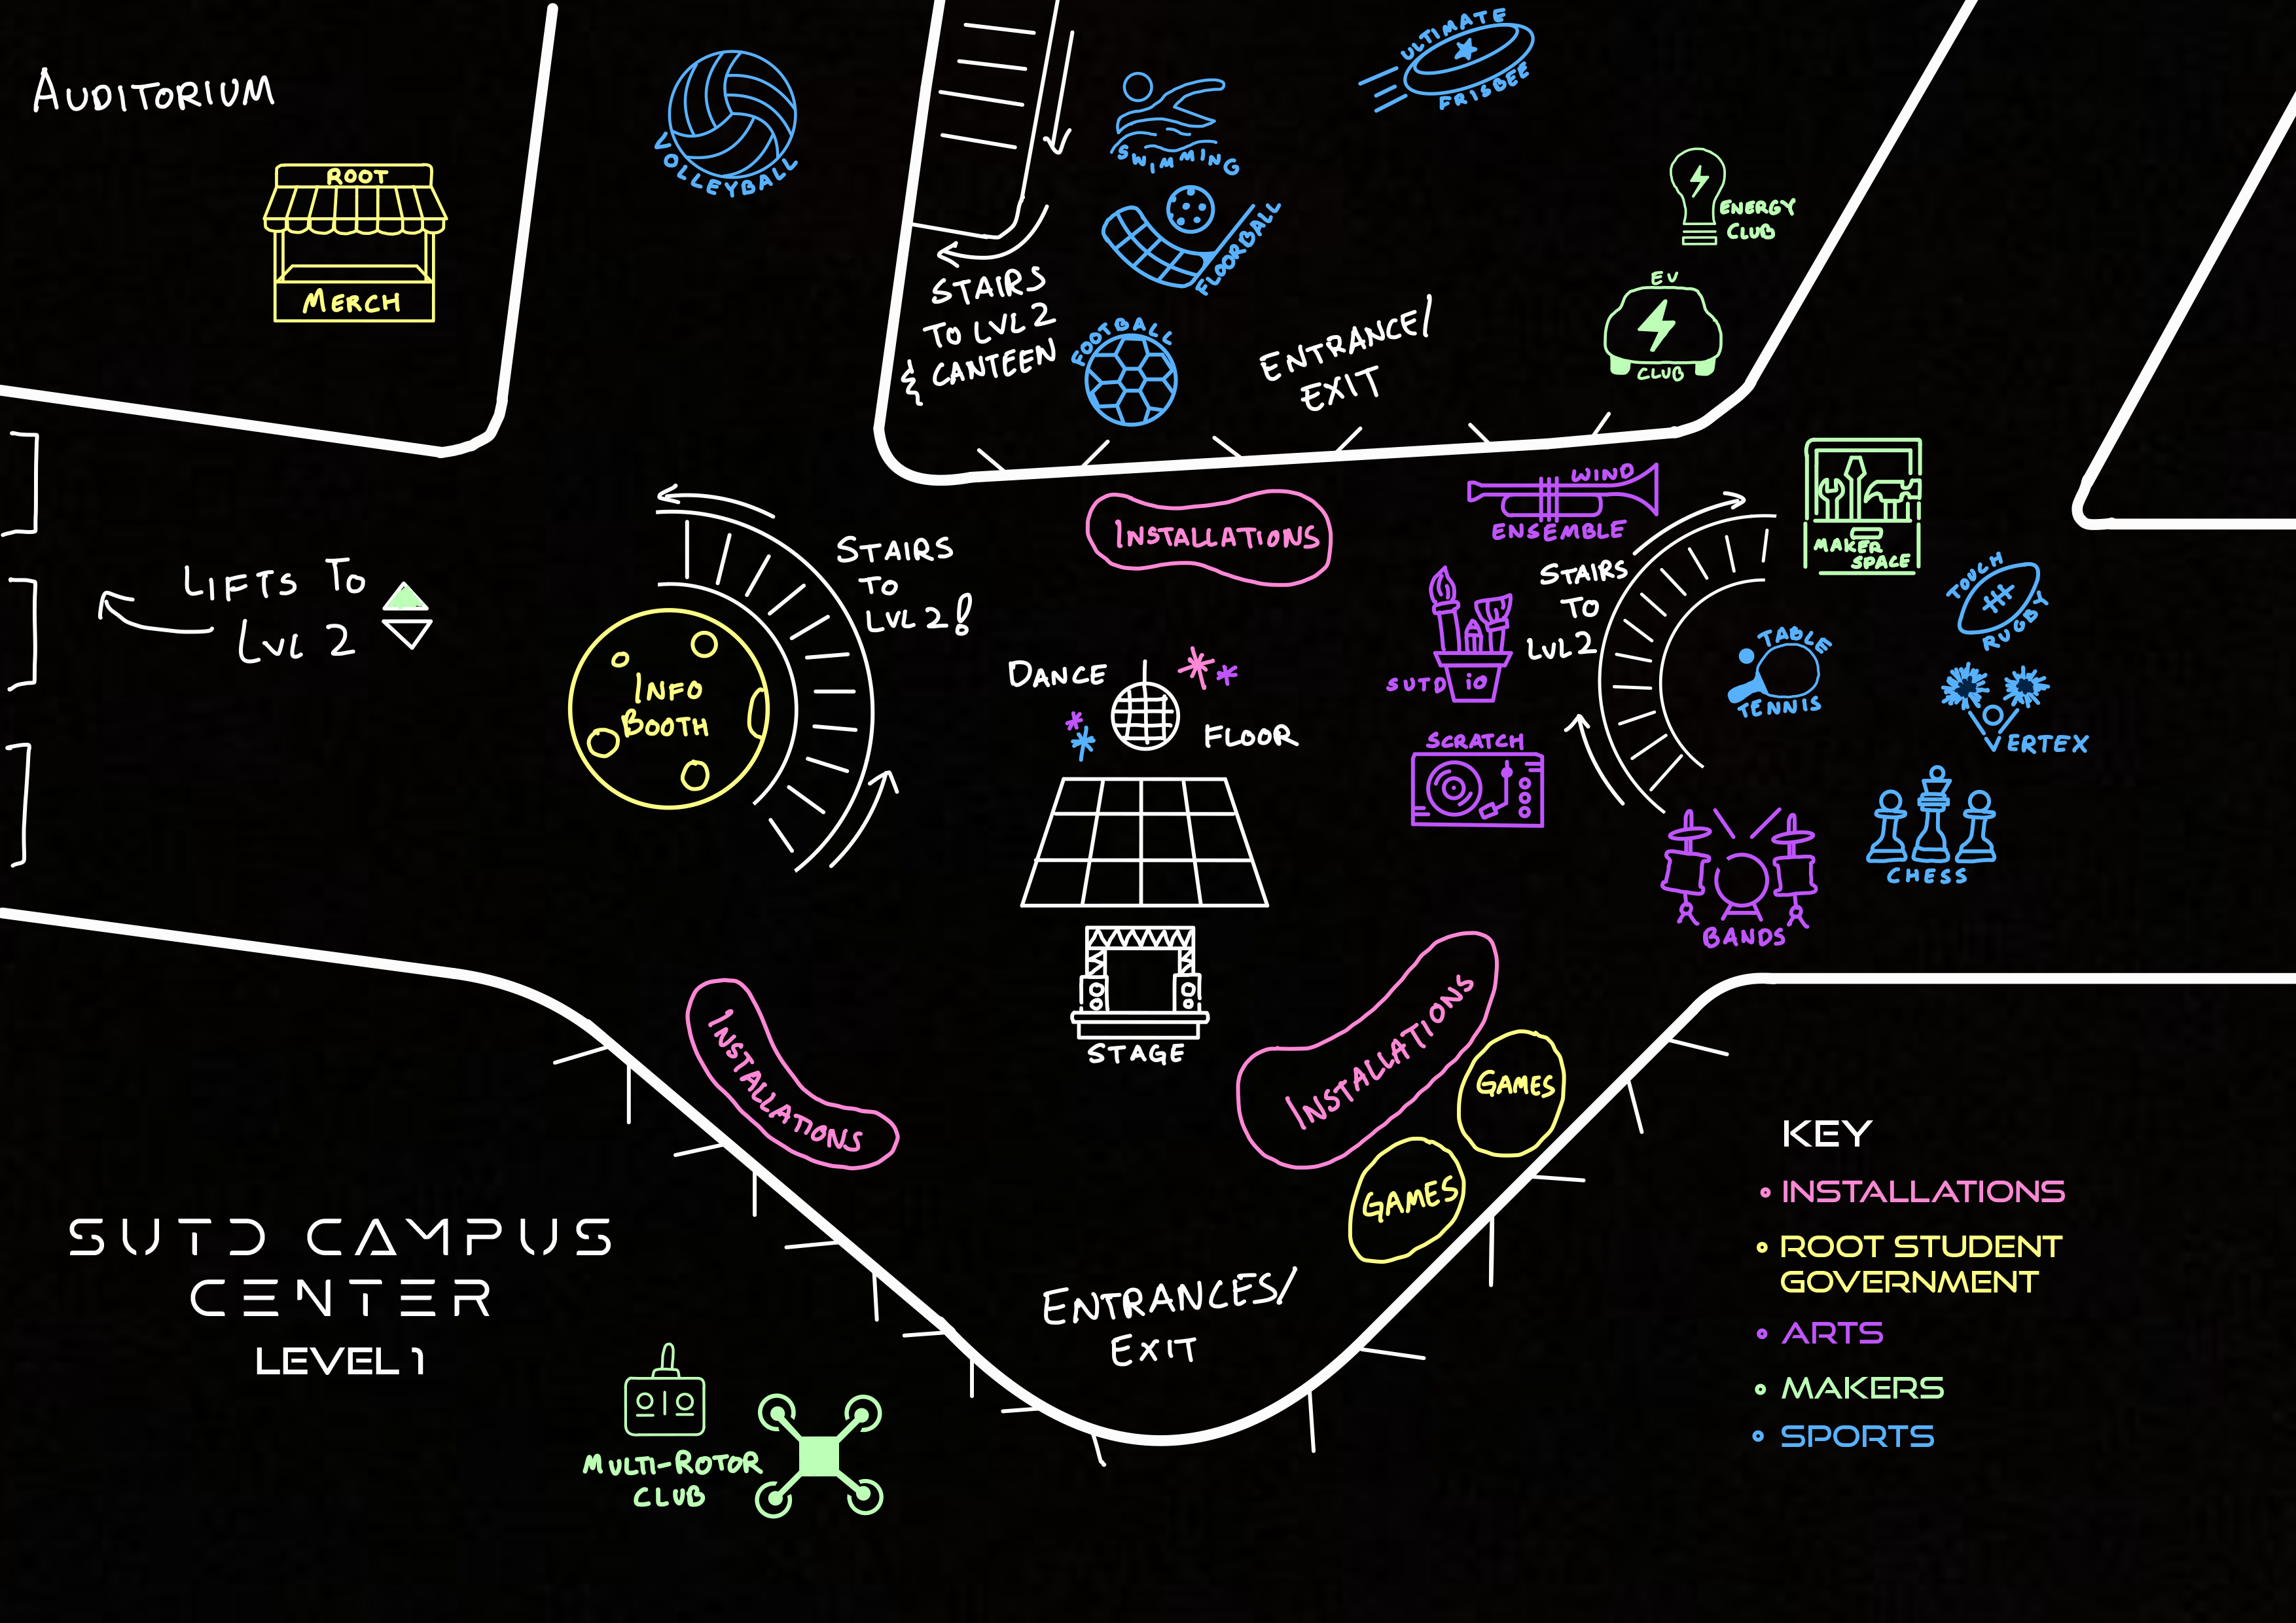 AUDITORIUM
ROOT
MERCH
VOLLEYBALL
STAIRS
TO LVL 2
& CANTEEN
SWIMMING
FLOORBALL
FOOTBALL
ULTIMATE
FRISBEE
ENTRANCE/
EXIT
ENERGY
CLUB
EV
CLUB
LIFTS TO
LVL 2
INFO
BOOTH
STAIRS
TO
LVL 2!
INSTALLATIONS
WIND
ENSEMBLE
SUTD iO
SCRATCH
STAIRS
TO
LVL 2
MAKER
SPACE
TOUCH
RUGBY
TABLE
TENNIS
VERTEX
CHESS
BANDS
DANCE
FLOOR
STAGE
INSTALLATIONS
INSTALLATIONS
GAMES
GAMES
ENTRANCES/
EXIT
SUTD CAMPUS
CENTER
LEVEL 1
MULTI-ROTOR
CLUB
KEY
INSTALLATIONS
ROOT STUDENT
GOVERNMENT
ARTS
MAKERS
SPORTS